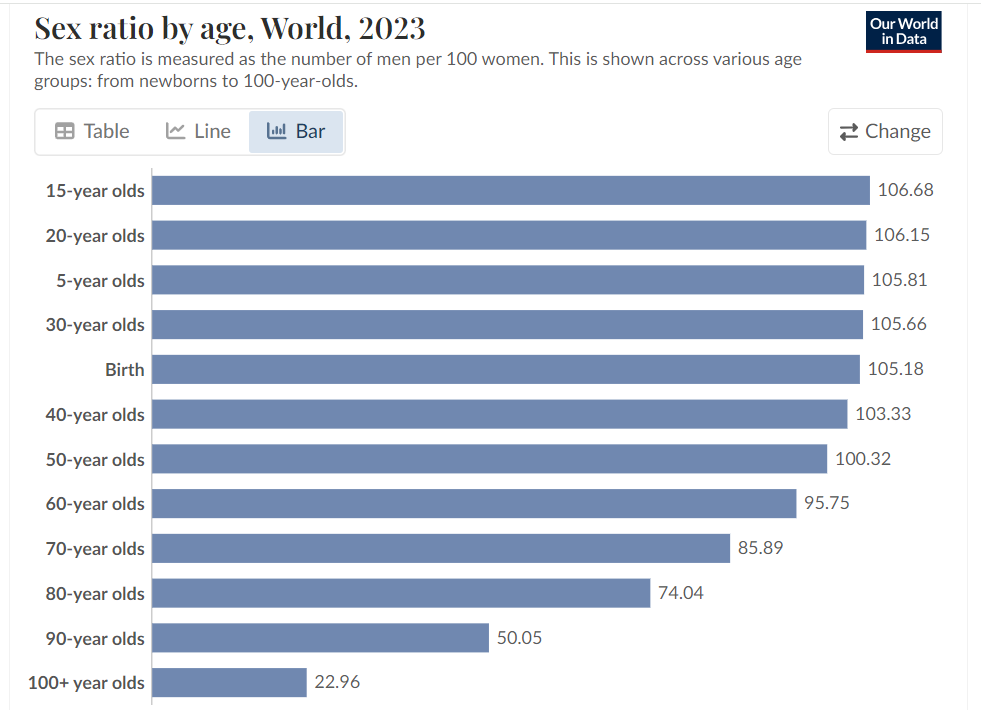 Sex ratio by age, World, 2023
Our World
in Data
The sex ratio is measured as the number of men per 100 women. This is shown across various age
groups: from newborns to 100-year-olds.
Table Line Bar Change
15-year olds 106.68
20-year olds 106.15
5-year olds 105.81
30-year olds 105.66
Birth 105.18
40-year olds 103.33
50-year olds 100.32
60-year olds 95.75
70-year olds 85.89
80-year olds 74.04
90-year olds 50.05
100+ year olds 22.96